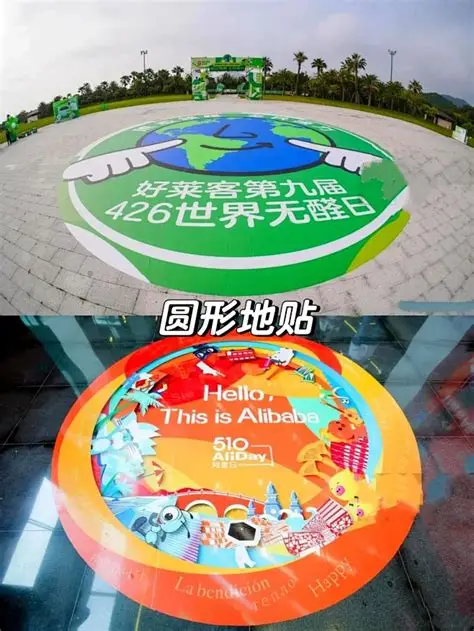 好莱客第九届
426世界无醛日
圆形地贴
Hello,
This is Alibaba
510
AliDay
阿里日
La bendición
Happy